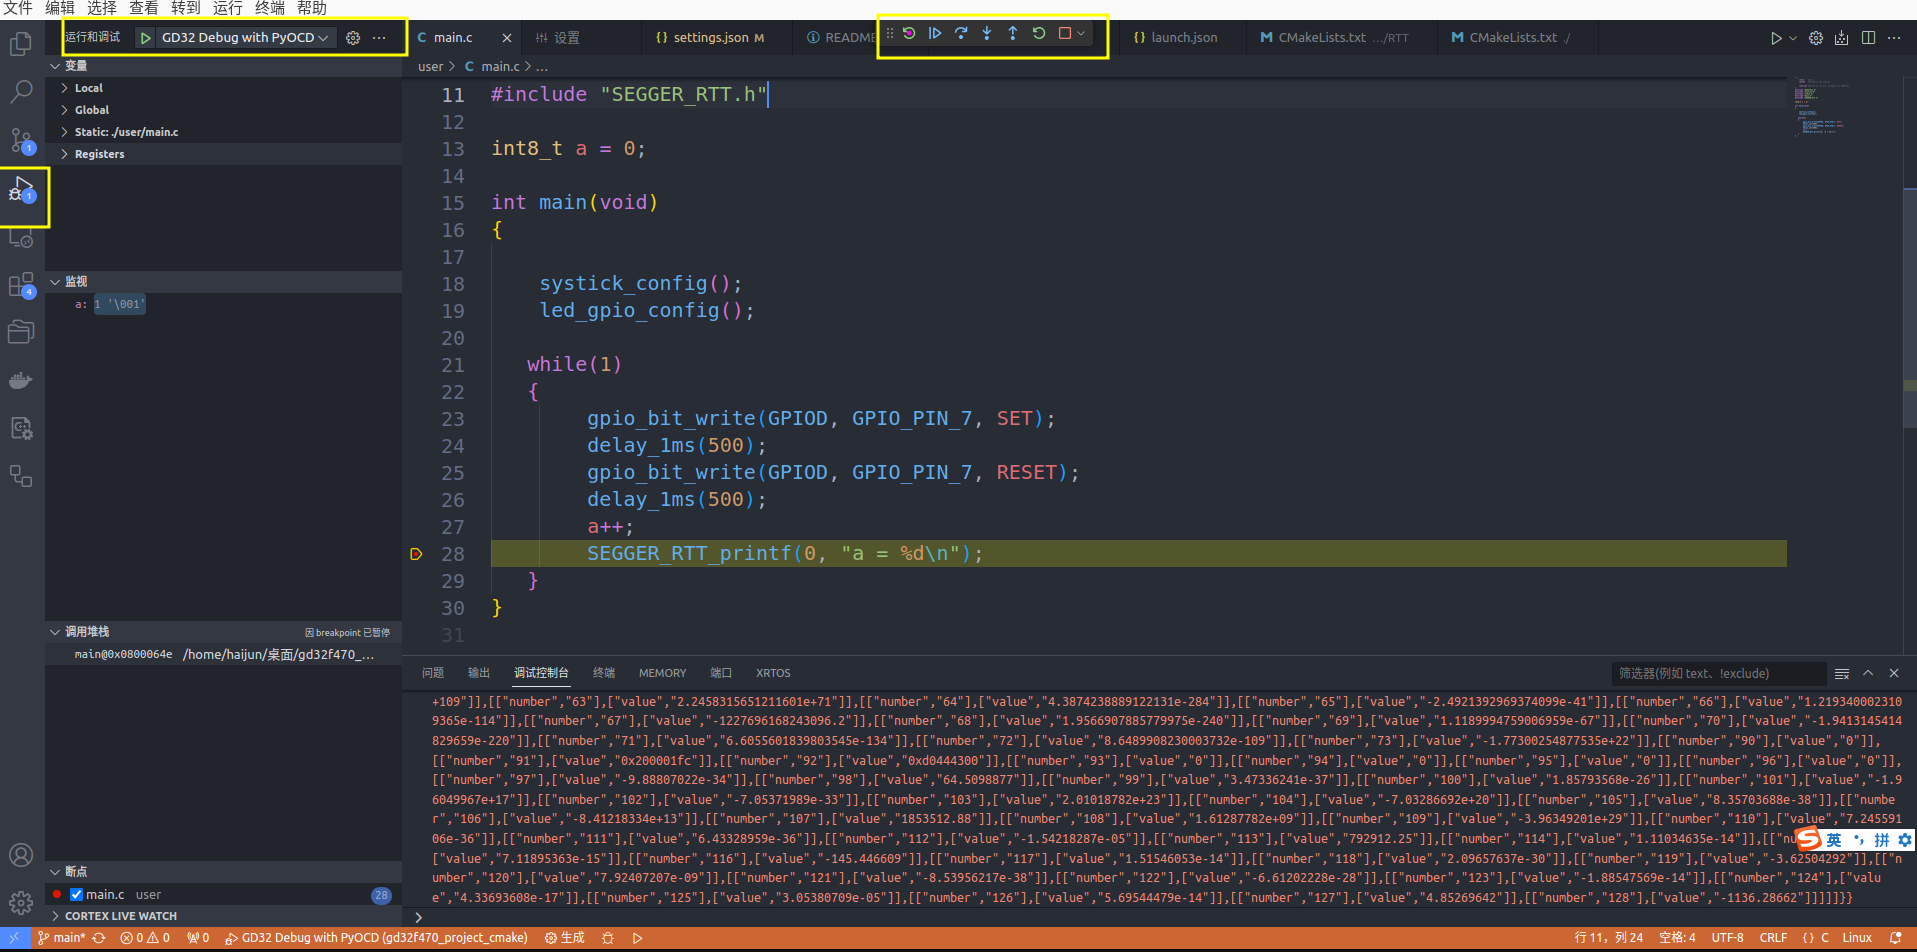 文件 编辑 选择 查看 转到 运行 终端 帮助
运行和调试 GD32 Debug with PyOCD
C main.c 设置 {} settings.json M README {} launch.json M CMakeLists.txt .../RTT M CMakeLists.txt ./
变量
Local
Global
Static: ./user/main.c
Registers
监视
a: 1 '\001'
调用堆栈 因 breakpoint 已暂停
main@0x0800064e /home/haijun/桌面/gd32f470_...
断点
main.c user 28
CORTEX LIVE WATCH
1
1
4
user > C main.c > ...
11 #include "SEGGER_RTT.h"
12
13 int8_t a = 0;
14
15 int main(void)
16 {
17
18 systick_config();
19 led_gpio_config();
20
21 while(1)
22 {
23 gpio_bit_write(GPIOD, GPIO_PIN_7, SET);
24 delay_1ms(500);
25 gpio_bit_write(GPIOD, GPIO_PIN_7, RESET);
26 delay_1ms(500);
27 a++;
28 SEGGER_RTT_printf(0, "a = %d\n");
29 }
30 }
31
问题 输出 调试控制台 终端 MEMORY 端口 XRTOS 筛选器(例如 text、!exclude)
+109"]],[["number","63"],["value","2.2458315651211601e+71"]],[["number","64"],["value","4.3874238889122131e-284"]],[["number","65"],["value","-2.4921392969374099e-41"]],[["number","66"],["value","1.219340002310
9365e-114"]],[["number","67"],["value","-1227696168243096.2"]],[["number","68"],["value","1.9566907885779975e-240"]],[["number","69"],["value","1.1189994759006959e-67"]],[["number","70"],["value","-1.9413145414
829659e-220"]],[["number","71"],["value","6.6055601839803545e-134"]],[["number","72"],["value","8.6489908230003732e-109"]],[["number","73"],["value","-1.77300254877535e+22"]],[["number","90"],["value","0"]],
[["number","91"],["value","0x200001fc"]],[["number","92"],["value","0xd0444300"]],[["number","93"],["value","0"]],[["number","94"],["value","0"]],[["number","95"],["value","0"]],[["number","96"],["value","0"]],
[["number","97"],["value","-9.88807022e-34"]],[["number","98"],["value","64.5098877"]],[["number","99"],["value","3.47336241e-37"]],[["number","100"],["value","1.85793568e-26"]],[["number","101"],["value","-1.9
6049967e+17"]],[["number","102"],["value","-7.05371989e-33"]],[["number","103"],["value","2.01018782e+23"]],[["number","104"],["value","-7.03286692e+20"]],[["number","105"],["value","8.35703688e-38"]],[["numbe
r","106"],["value","-8.41218334e+13"]],[["number","107"],["value","1853512.88"]],[["number","108"],["value","1.61287782e+09"]],[["number","109"],["value","-3.96349201e+29"]],[["number","110"],["value","7.245591
06e-36"]],[["number","111"],["value","6.43328959e-36"]],[["number","112"],["value","-1.54218287e-05"]],[["number","113"],["value","792912.25"]],[["number","114"],["value","1.11034635e-14"]],[["nu
["value","7.11895363e-15"]],[["number","116"],["value","-145.446609"]],[["number","117"],["value","1.51546053e-14"]],[["number","118"],["value","2.09657637e-30"]],[["number","119"],["value","-3.62504292"]],[["n
umber","120"],["value","7.92407207e-09"]],[["number","121"],["value","-8.53956217e-38"]],[["number","122"],["value","-6.61202228e-28"]],[["number","123"],["value","-1.88547569e-14"]],[["number","124"],["valu
e","4.33693608e-17"]],[["number","125"],["value","3.05380709e-05"]],[["number","126"],["value","5.69544479e-14"]],[["number","127"],["value","4.85269642"]],[["number","128"],["value","-1136.28662"]]]]]}}
S 英 拼
main* 0 0 0 GD32 Debug with PyOCD (gd32f470_project_cmake) 生成 行 11，列 24 空格: 4 UTF-8 CRLF {} C Linux